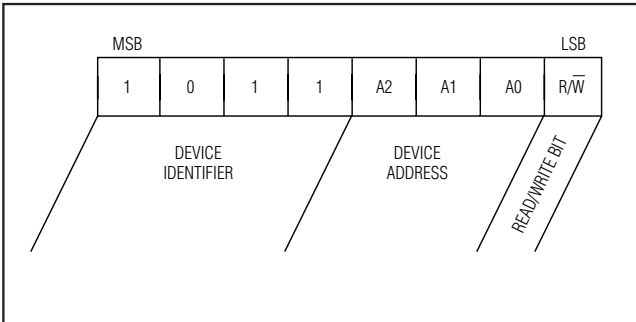 MSB LSB
1 0 1 1 A2 A1 A0 R/W̅
DEVICE IDENTIFIER
DEVICE ADDRESS
READ/WRITE BIT